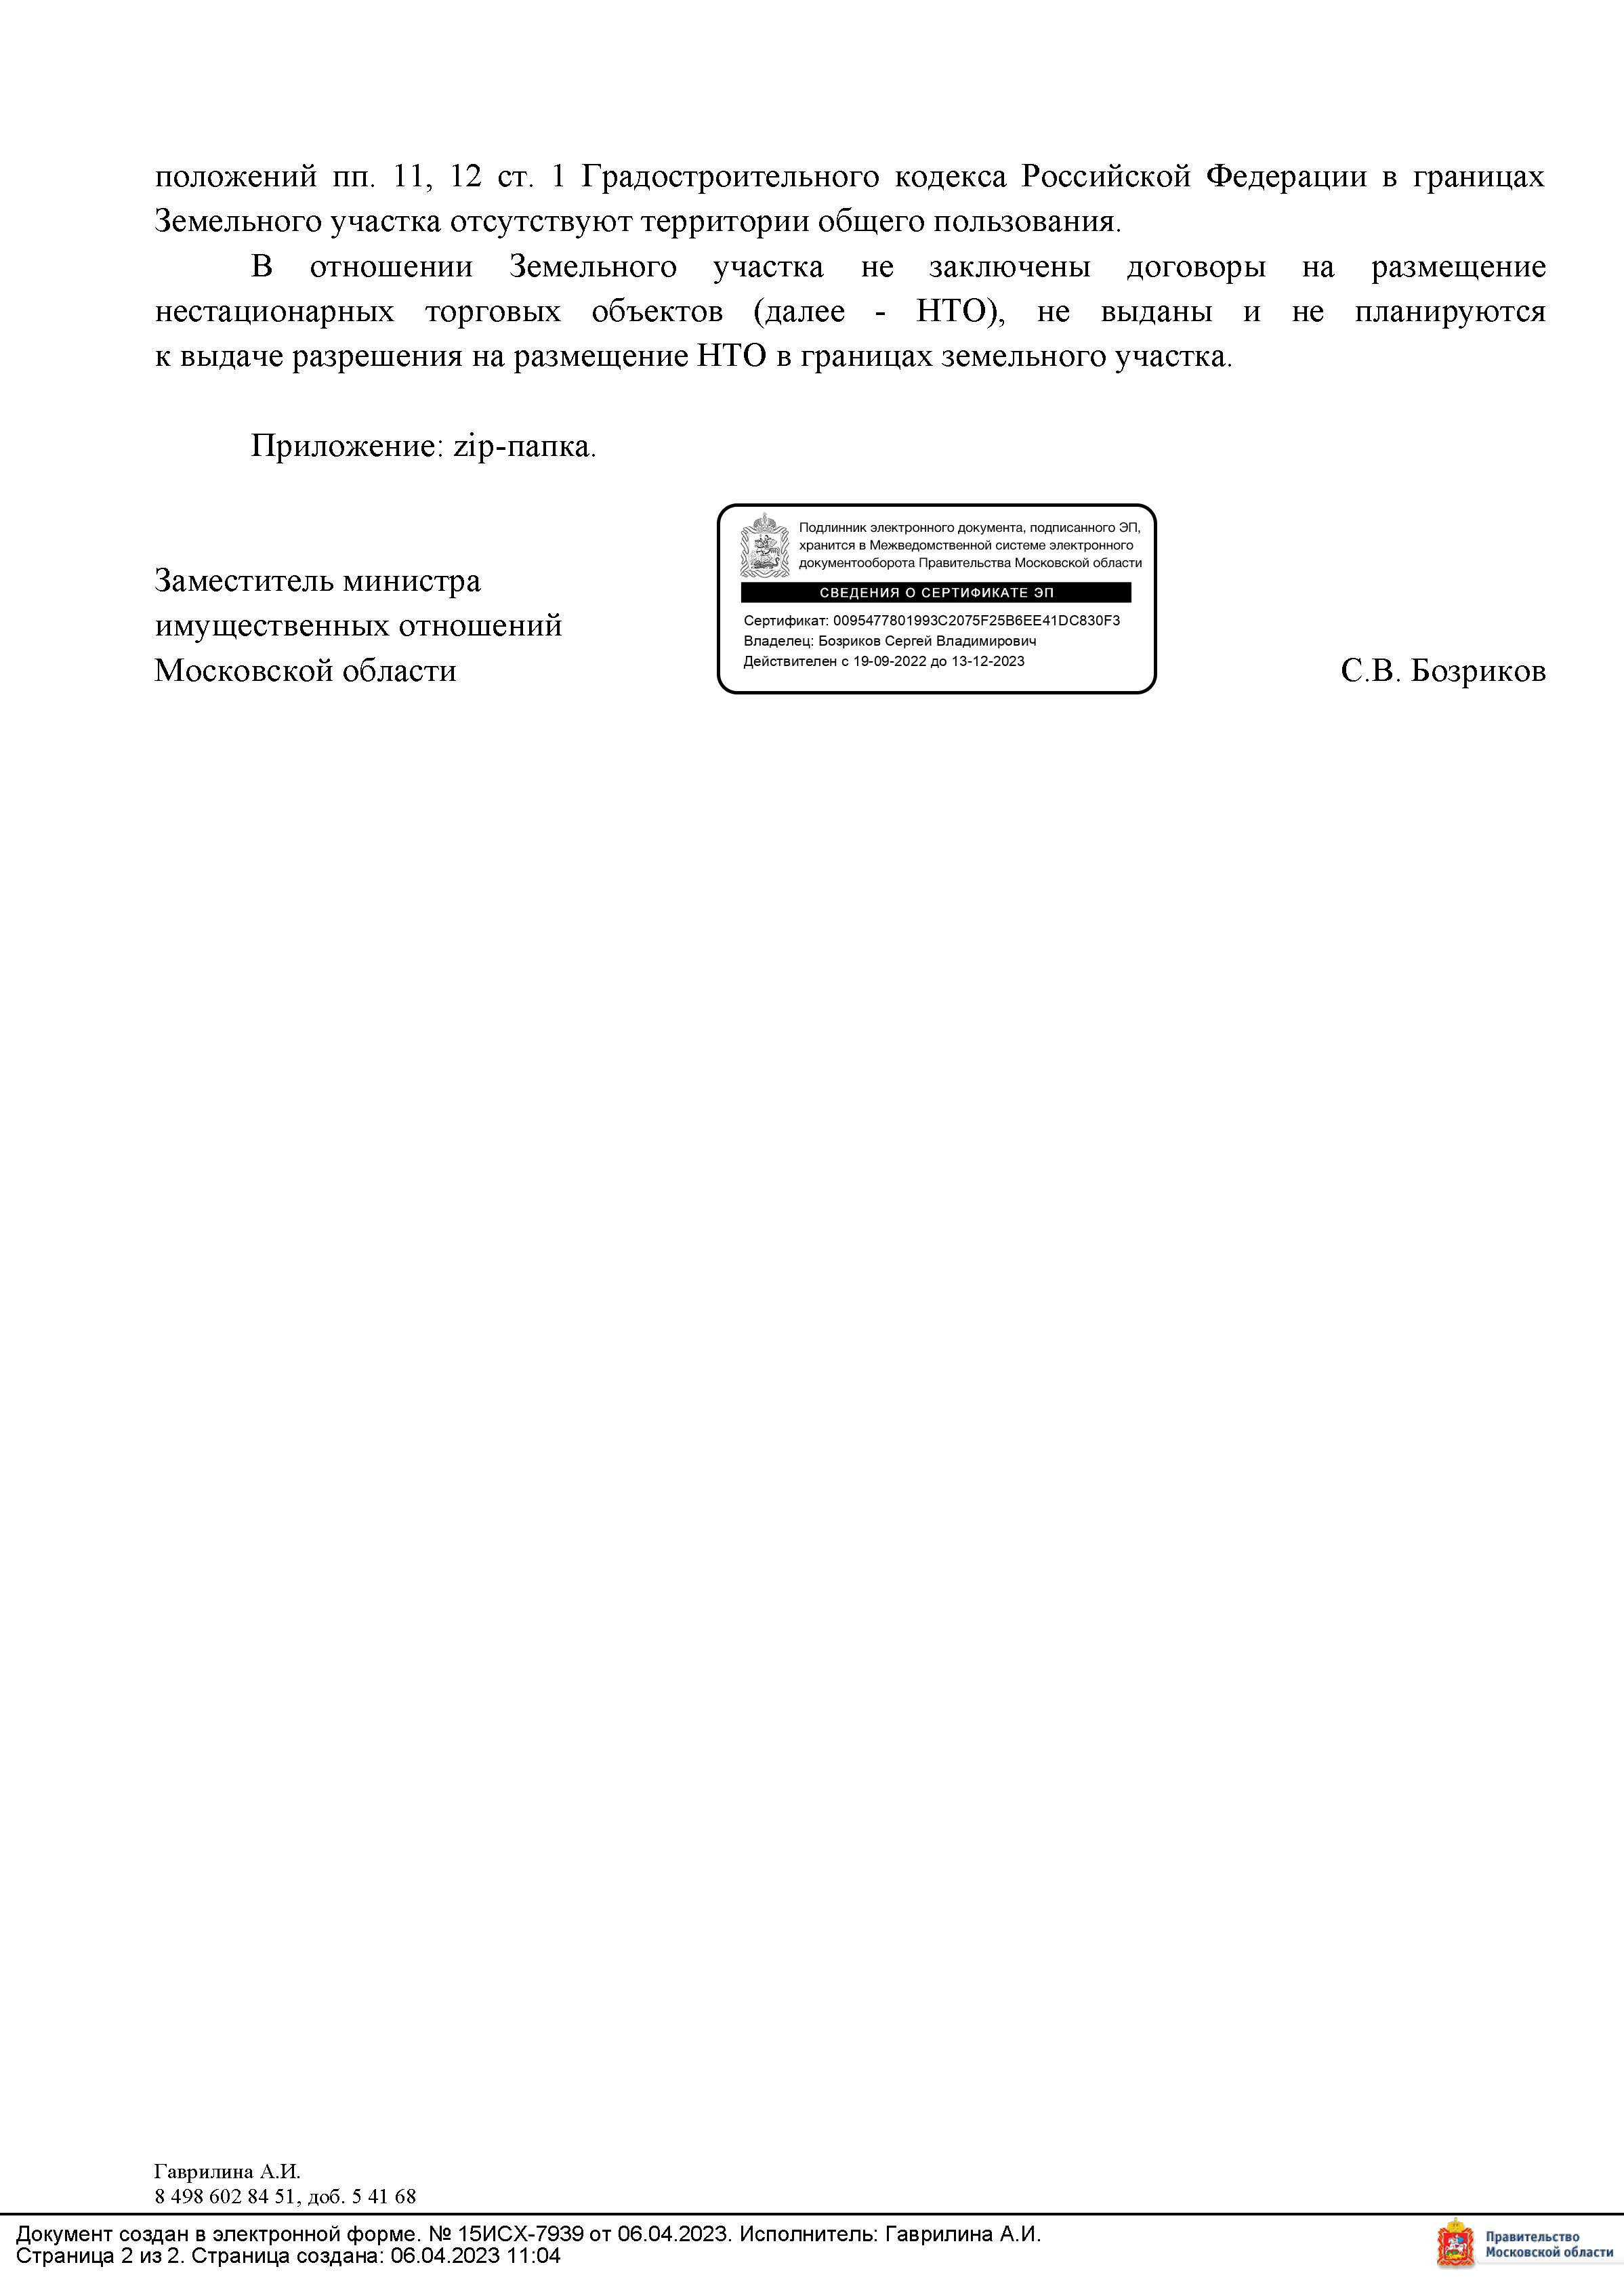 положений пп. 11, 12 ст. 1 Градостроительного кодекса Российской Федерации в границах
Земельного участка отсутствуют территории общего пользования.
В отношении Земельного участка не заключены договоры на размещение
нестационарных торговых объектов (далее - НТО), не выданы и не планируются
к выдаче разрешения на размещение НТО в границах земельного участка.
Приложение: zip-папка.
Подлинник электронного документа, подписанного ЭП,
хранится в Межведомственной системе электронного
документооборота Правительства Московской области
СВЕДЕНИЯ О СЕРТИФИКАТЕ ЭП
Сертификат: 0095477801993C2075F25B6EE41DC830F3
Владелец: Бозриков Сергей Владимирович
Действителен с 19-09-2022 до 13-12-2023
Заместитель министра
имущественных отношений
Московской области
С.В. Бозриков
Гаврилина А.И.
8 498 602 84 51, доб. 5 41 68
Документ создан в электронной форме. № 15ИСХ-7939 от 06.04.2023. Исполнитель: Гаврилина А.И.
Страница 2 из 2. Страница создана: 06.04.2023 11:04
Правительство
Московской области